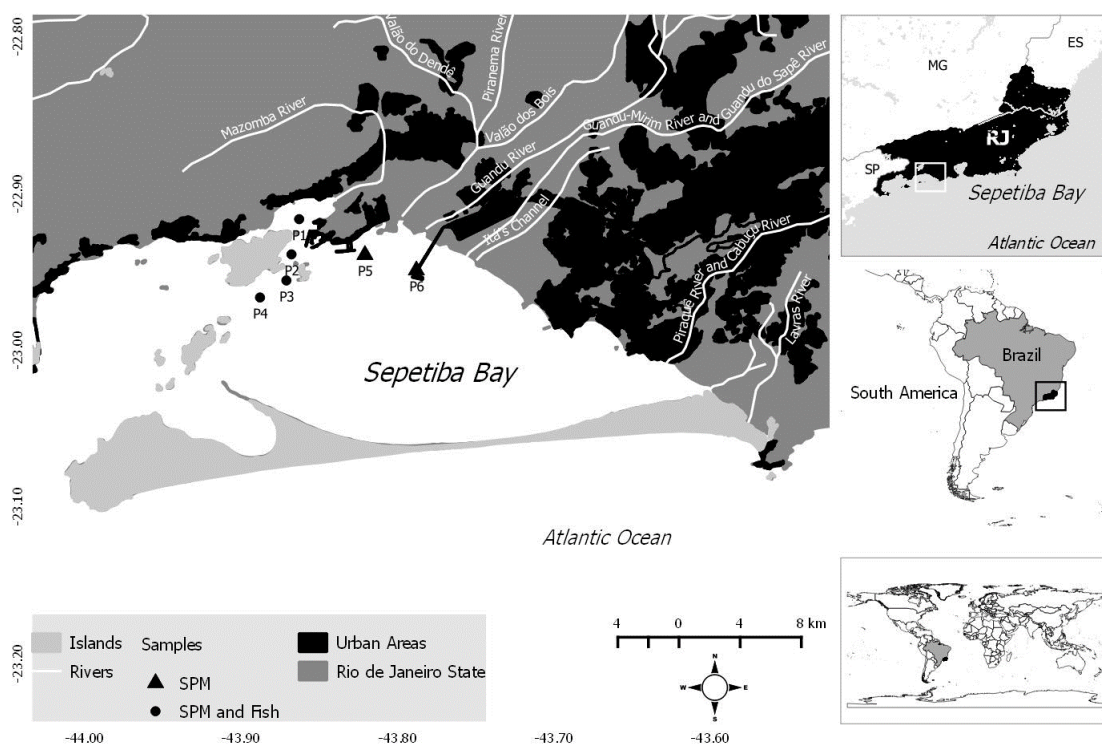 -22.80
-22.90
-23.00
-23.10
-23.20
-44.00
-43.90
-43.80
-43.70
-43.60
Mazomba River
Valão do Dendê
Piranema River
Valão dos Bois
Guandu River
Guandu-Mirim River and Guandu do Sapê River
Itá's Channel
Piraquê River and Cabuçu River
Lavras River
P1
P2
P3
P4
P5
P6
Sepetiba Bay
Atlantic Ocean
Islands
Rivers
Samples
SPM
SPM and Fish
Urban Areas
Rio de Janeiro State
4 0 4 8 km
N
W E
S
ES
MG
RJ
SP
Sepetiba Bay
Atlantic Ocean
Brazil
South America